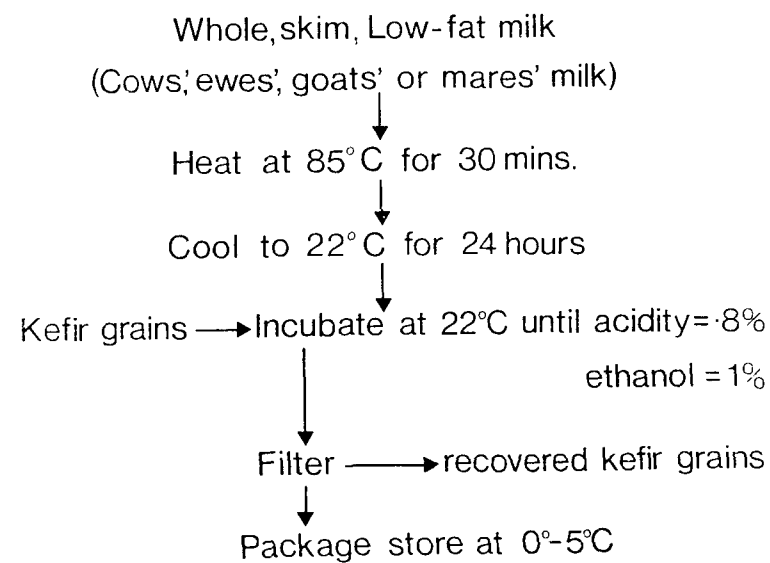 Whole, skim, Low-fat milk
(Cows', ewes', goats' or mares' milk)
Heat at 85°C for 30 mins.
Cool to 22°C for 24 hours
Kefir grains Incubate at 22°C until acidity=·8%
ethanol = 1%
Filter recovered kefir grains
Package store at 0°-5°C